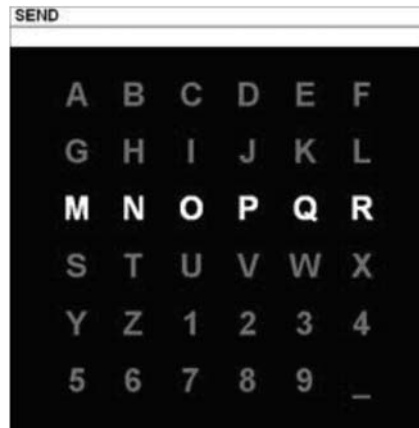 SEND
A B C D E F
G H I J K L
M N O P Q R
S T U V W X
Y Z 1 2 3 4
5 6 7 8 9 _